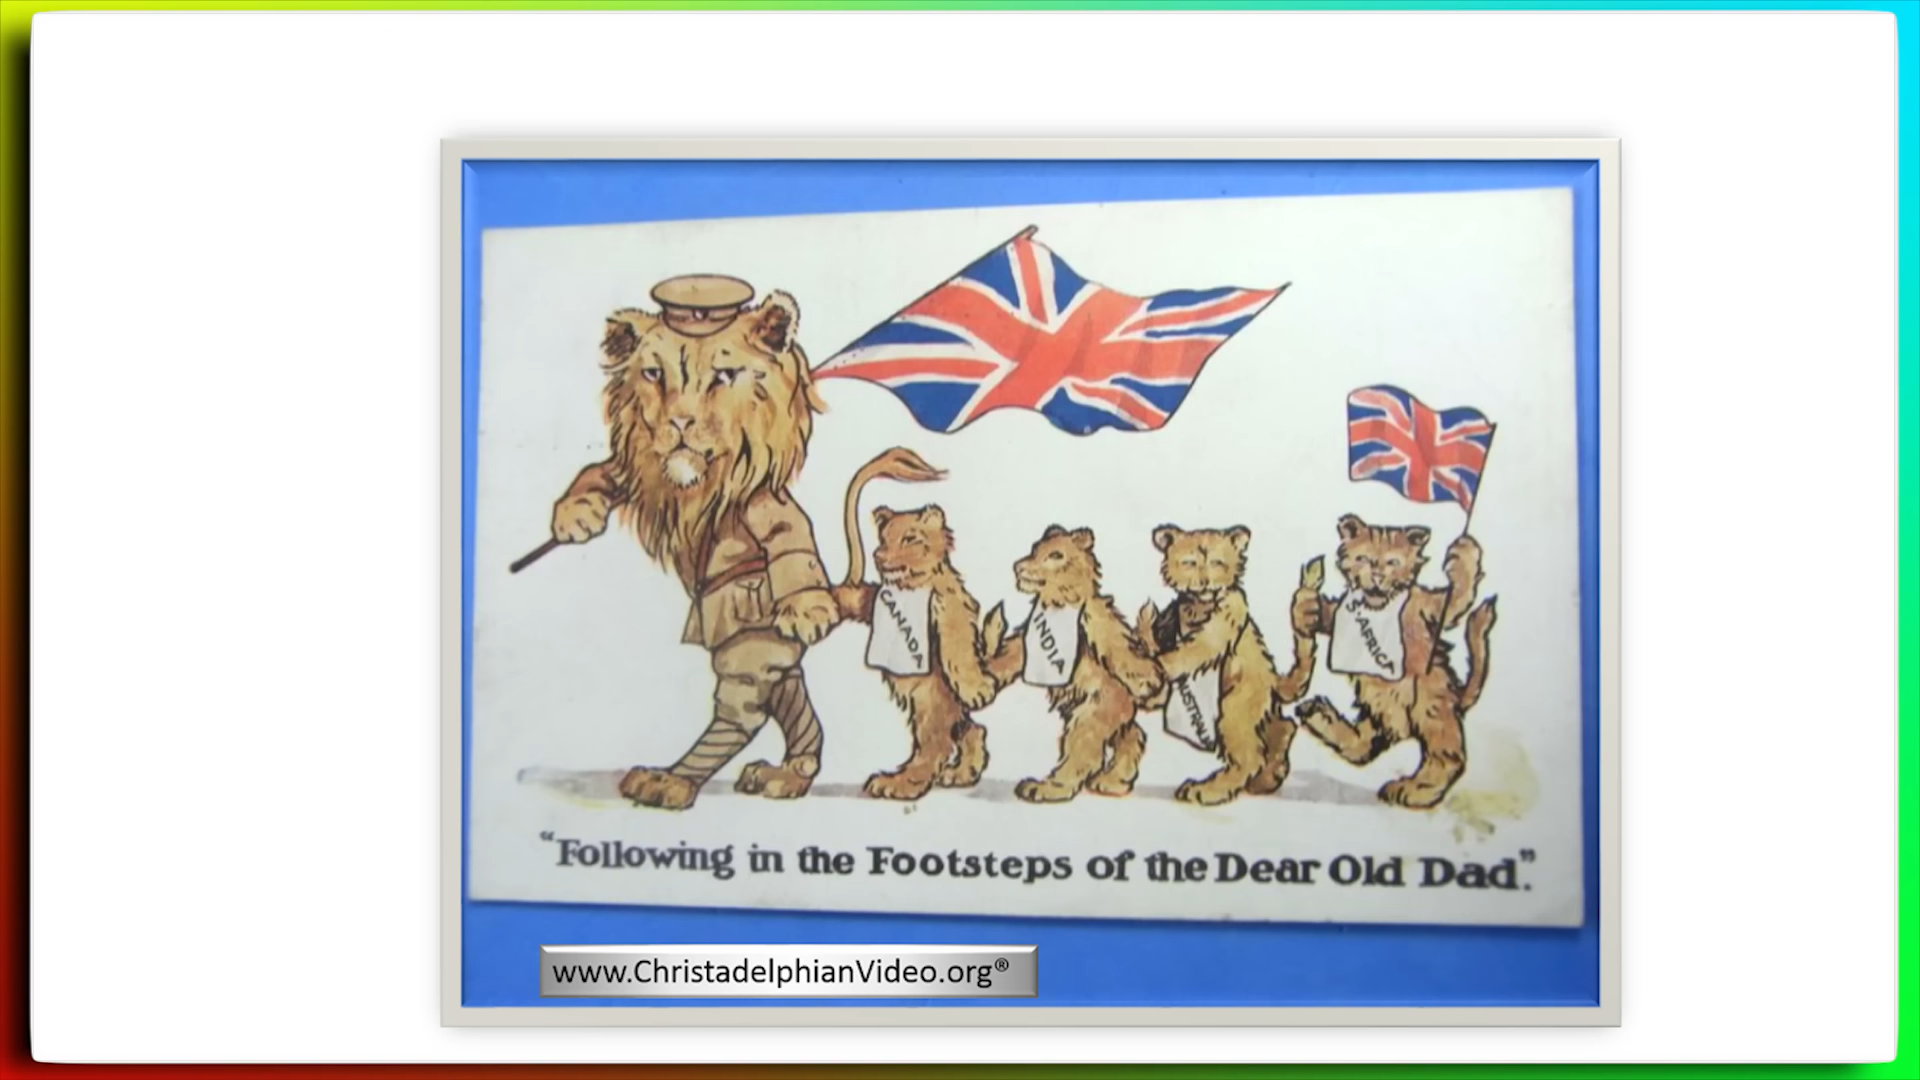 CANADA
INDIA
AUSTRALIA
S. AFRICA
"Following in the Footsteps of the Dear Old Dad".
www.ChristadelphianVideo.org®